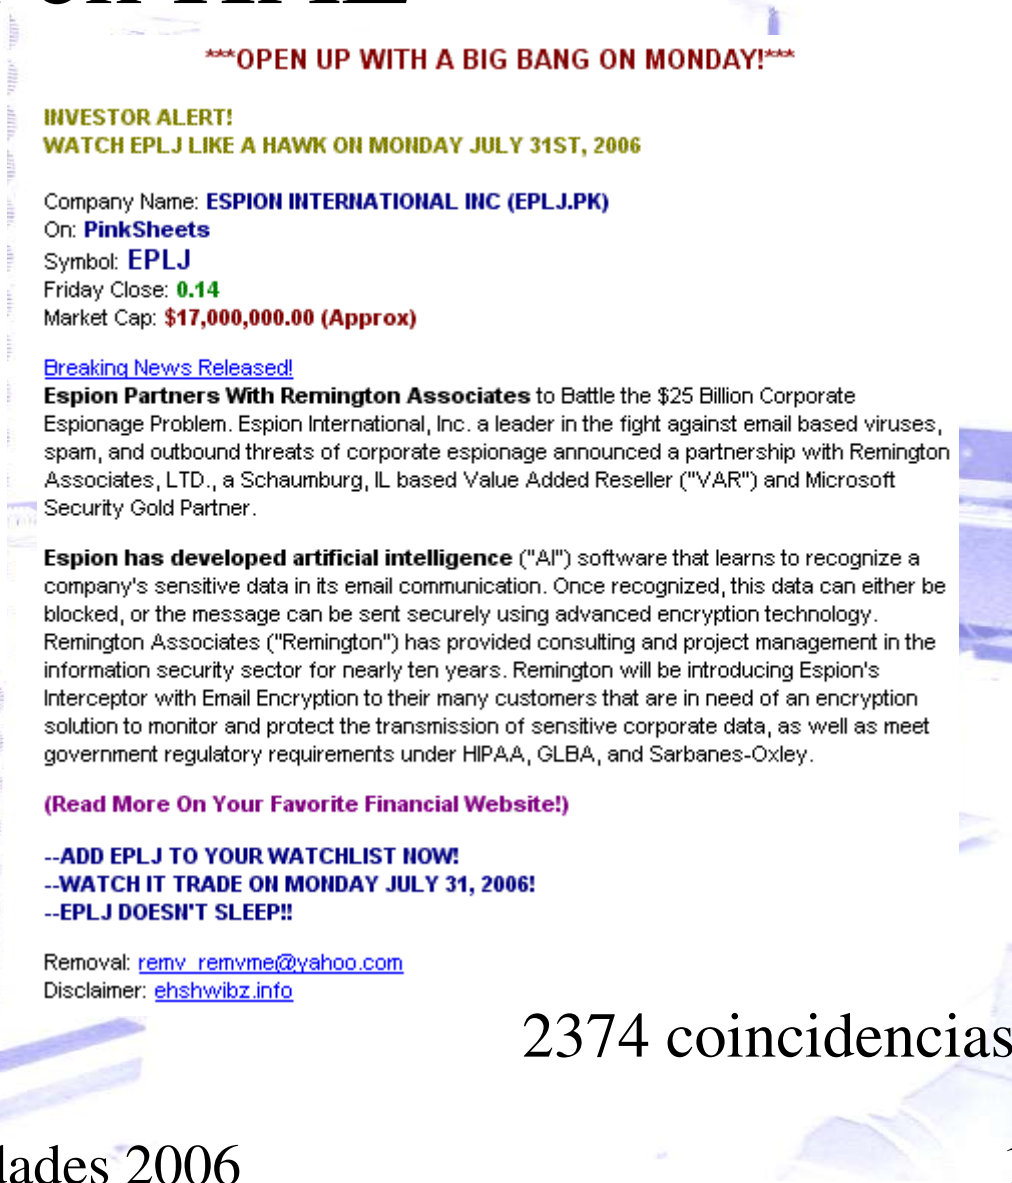 ***OPEN UP WITH A BIG BANG ON MONDAY!***
INVESTOR ALERT!
WATCH EPLJ LIKE A HAWK ON MONDAY JULY 31ST, 2006
Company Name: ESPION INTERNATIONAL INC (EPLJ.PK)
On: PinkSheets
Symbol: EPLJ
Friday Close: 0.14
Market Cap: $17,000,000.00 (Approx)
Breaking News Released!
Espion Partners With Remington Associates to Battle the $25 Billion Corporate
Espionage Problem. Espion International, Inc. a leader in the fight against email based viruses,
spam, and outbound threats of corporate espionage announced a partnership with Remington
Associates, LTD., a Schaumburg, IL based Value Added Reseller ("VAR") and Microsoft
Security Gold Partner.
Espion has developed artificial intelligence ("AI") software that learns to recognize a
company's sensitive data in its email communication. Once recognized, this data can either be
blocked, or the message can be sent securely using advanced encryption technology.
Remington Associates ("Remington") has provided consulting and project management in the
information security sector for nearly ten years. Remington will be introducing Espion's
Interceptor with Email Encryption to their many customers that are in need of an encryption
solution to monitor and protect the transmission of sensitive corporate data, as well as meet
government regulatory requirements under HIPAA, GLBA, and Sarbanes-Oxley.
(Read More On Your Favorite Financial Website!)
--ADD EPLJ TO YOUR WATCHLIST NOW!
--WATCH IT TRADE ON MONDAY JULY 31, 2006!
--EPLJ DOESN'T SLEEP!!
Removal: remv_remvme@yahoo.com
Disclaimer: ehshwibz.info
2374 coincidencias
dades 2006